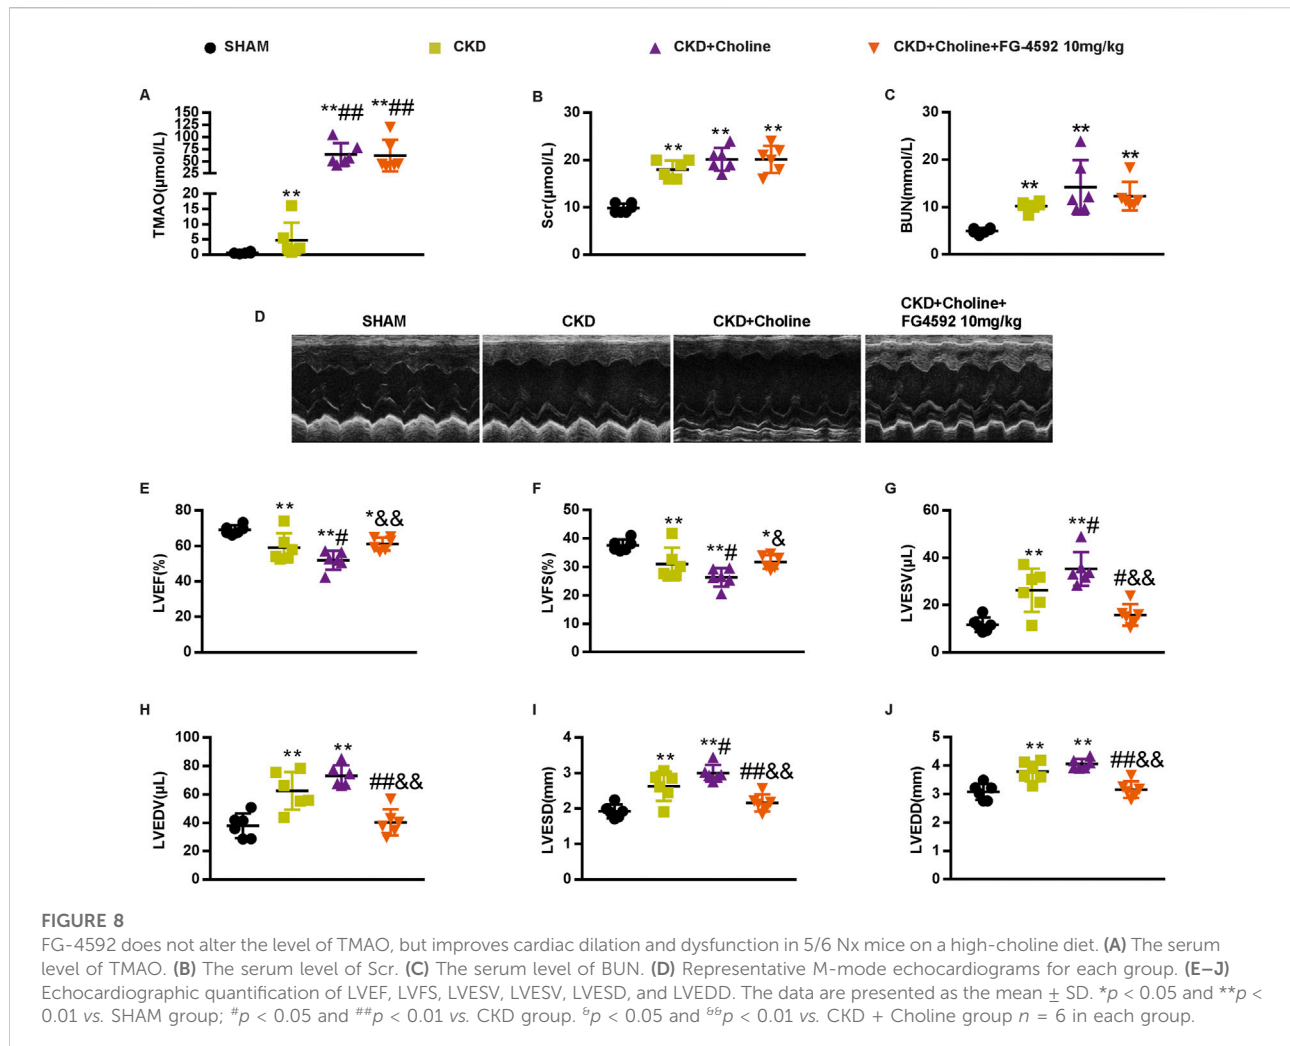 SHAM CKD CKD+Choline CKD+Choline+FG-4592 10mg/kg
A
TMAO(µmol/L)
150
125
100
75
50
25
20
15
10
5
0
**
**##
**##
B
Scr(µmol/L)
30
20
10
0
**
**
**
C
BUN(mmol/L)
30
20
10
0
**
**
**
D
SHAM
CKD
CKD+Choline
CKD+Choline+
FG4592 10mg/kg
E
LVEF(%)
80
60
40
20
0
**
**#
*&&
F
LVFS(%)
50
40
30
20
10
0
**
**#
*&
G
LVESV(µL)
60
40
20
0
**
**#
#&&
H
LVEDV(µL)
100
80
60
40
20
0
**
**
##&&
I
LVESD(mm)
4
3
2
1
0
**
**#
##&&
J
LVEDD(mm)
5
4
3
2
1
0
**
**
##&&
FIGURE 8
FG-4592 does not alter the level of TMAO, but improves cardiac dilation and dysfunction in 5/6 Nx mice on a high-choline diet. (A) The serum
level of TMAO. (B) The serum level of Scr. (C) The serum level of BUN. (D) Representative M-mode echocardiograms for each group. (E–J)
Echocardiographic quantification of LVEF, LVFS, LVESV, LVESV, LVESD, and LVEDD. The data are presented as the mean ± SD. *p < 0.05 and **p <
0.01 vs. SHAM group; #p < 0.05 and ##p < 0.01 vs. CKD group. &p < 0.05 and &&p < 0.01 vs. CKD + Choline group n = 6 in each group.